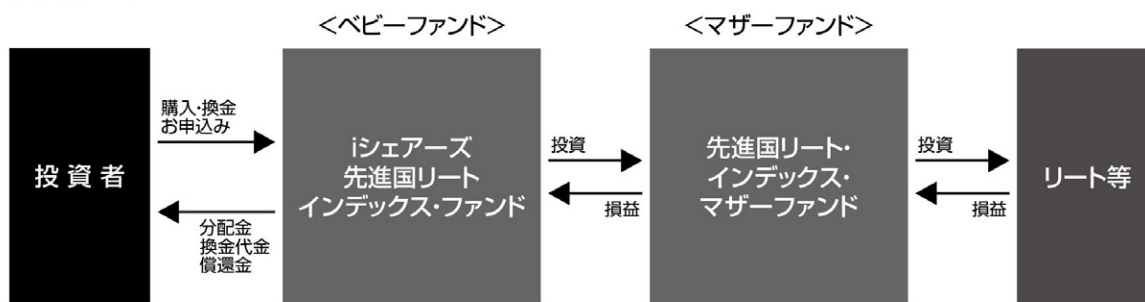 <ベビーファンド>
<マザーファンド>
投資者
購入・換金
お申込み
分配金
換金代金
償還金
iシェアーズ
先進国リート
インデックス・ファンド
投資
損益
先進国リート・
インデックス・
マザーファンド
投資
損益
リート等